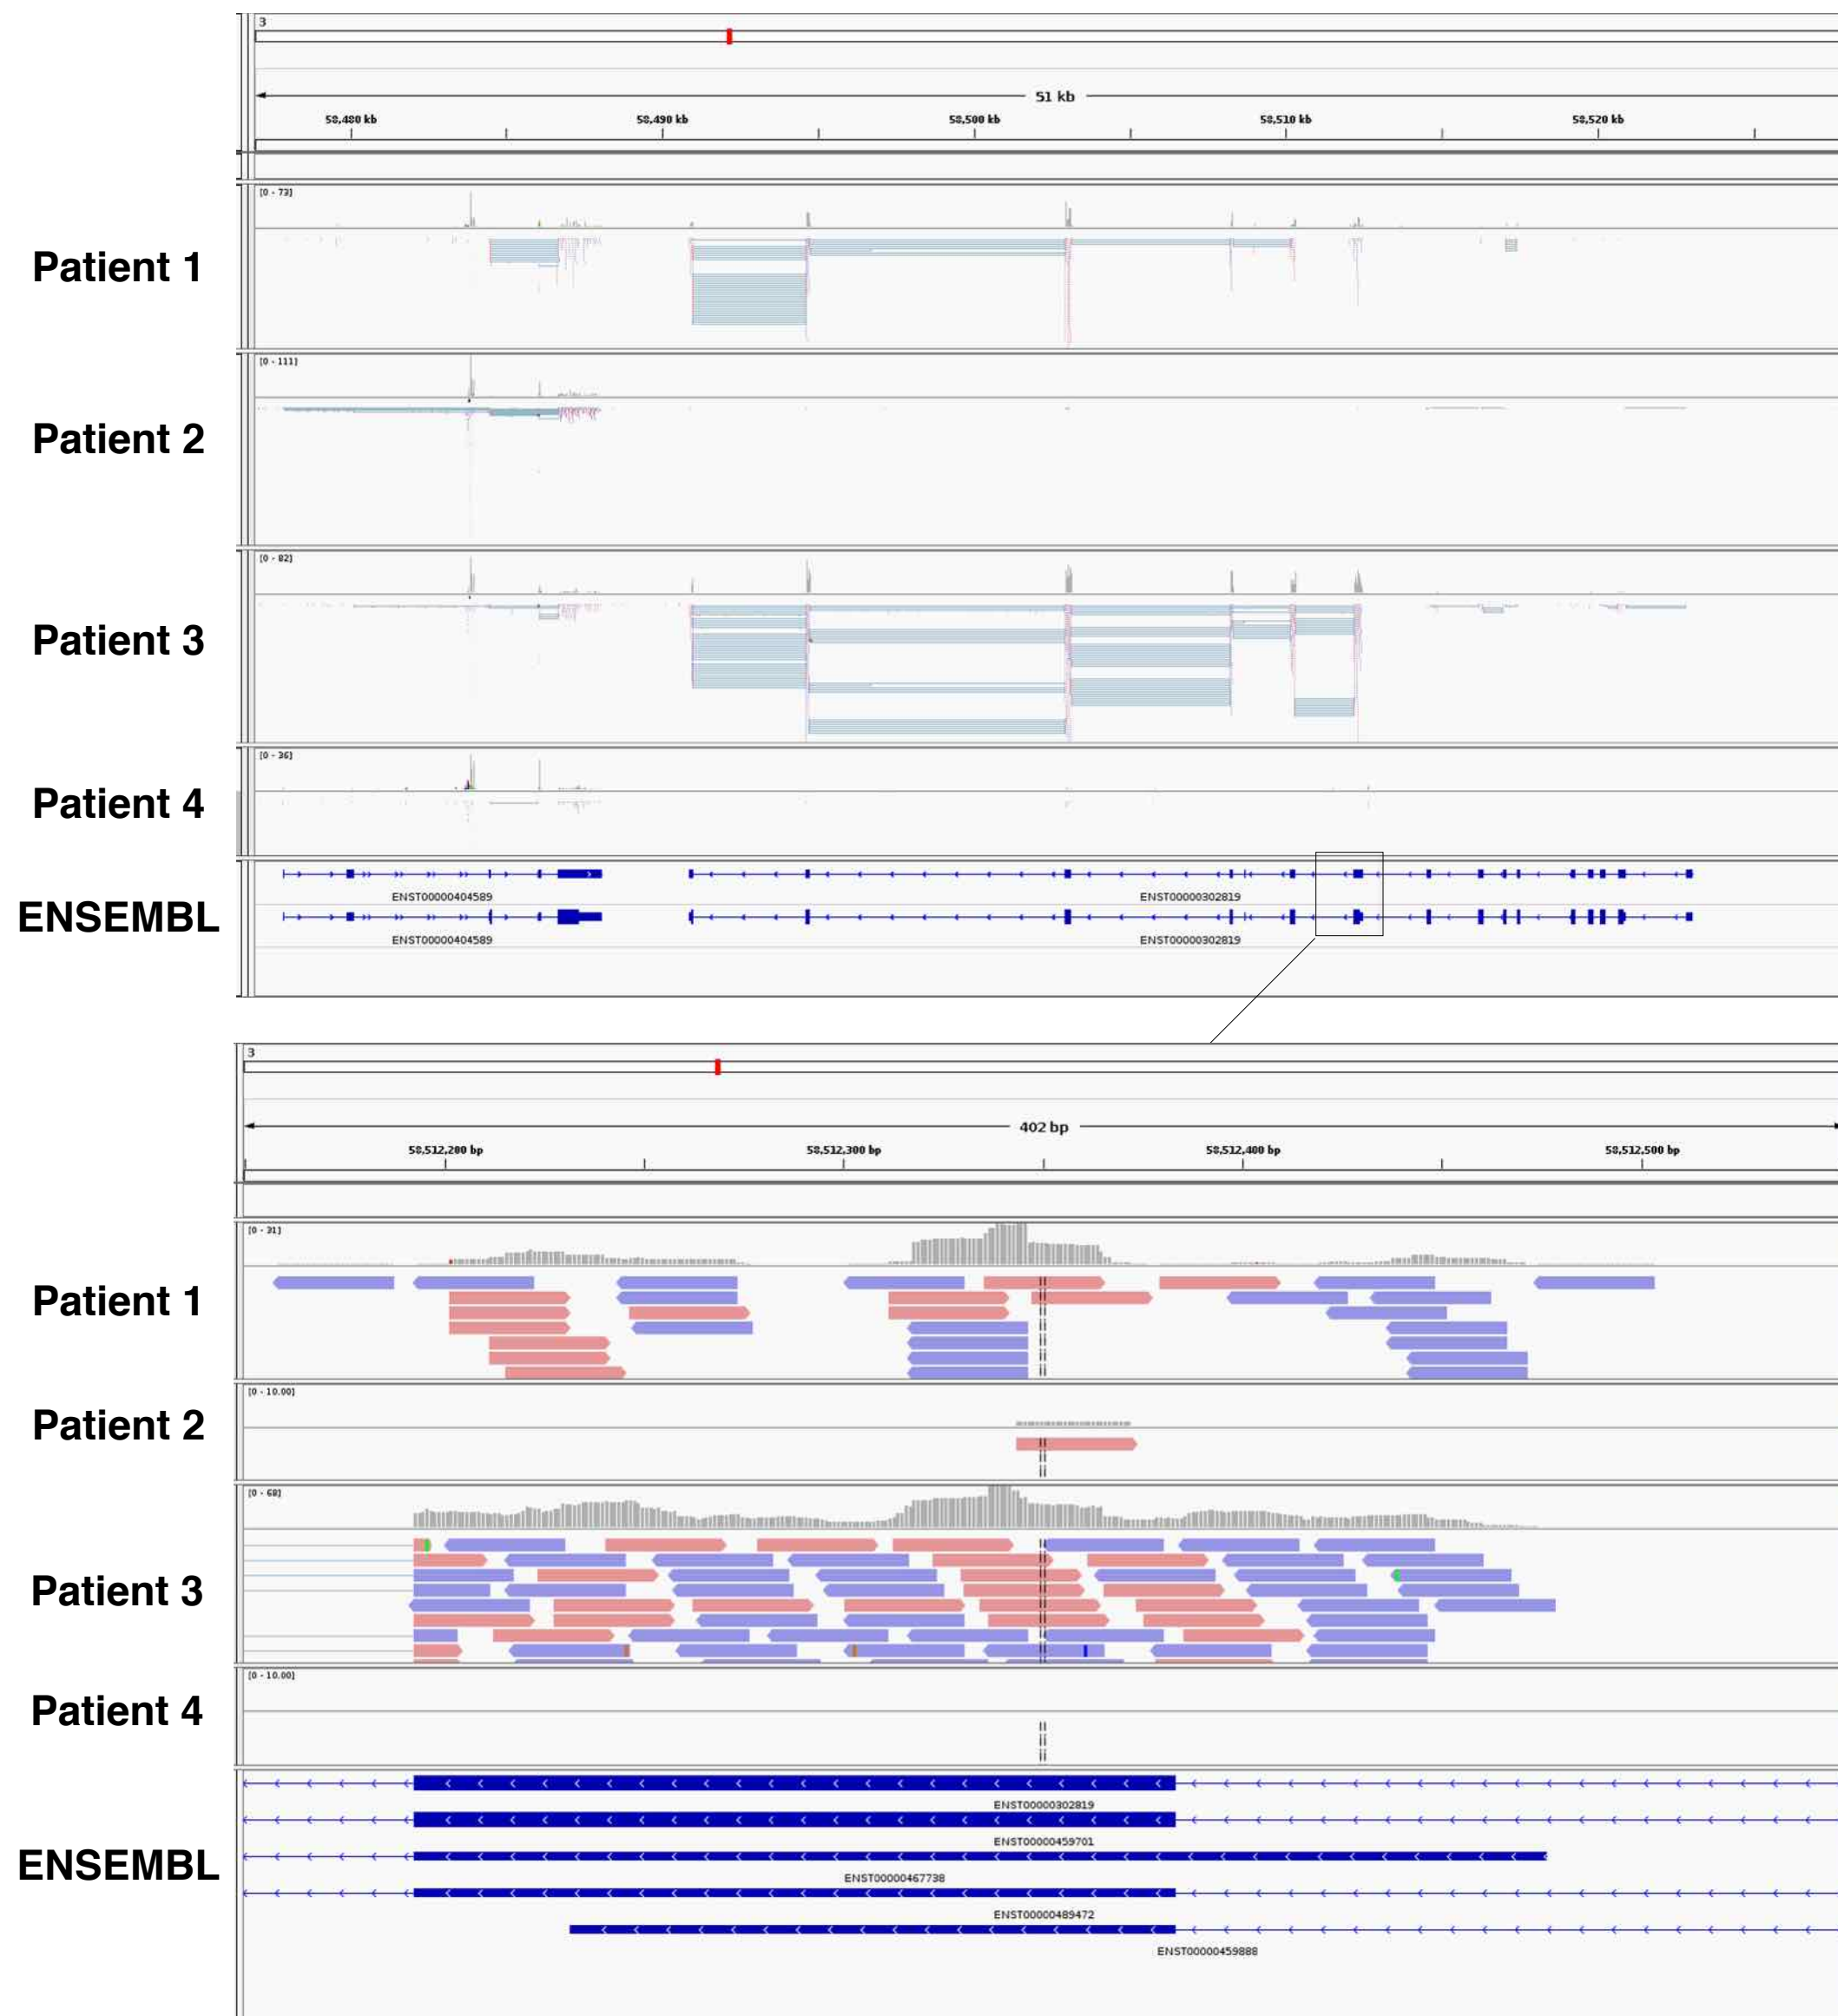 3
51 kb
58,480 kb 58,490 kb 58,500 kb 58,510 kb 58,520 kb
[0 - 73]
Patient 1
[0 - 111]
Patient 2
[0 - 82]
Patient 3
[0 - 36]
Patient 4
ENST00000404589 ENST00000302819
ENSEMBL
ENST00000404589 ENST00000302819
3
402 bp
58,512,200 bp 58,512,300 bp 58,512,400 bp 58,512,500 bp
[0 - 31]
Patient 1
[0 - 10.00]
Patient 2
[0 - 68]
Patient 3
[0 - 10.00]
Patient 4
ENST00000302819
ENST00000459701
ENSEMBL
ENST00000467738
ENST00000489472
ENST00000459888